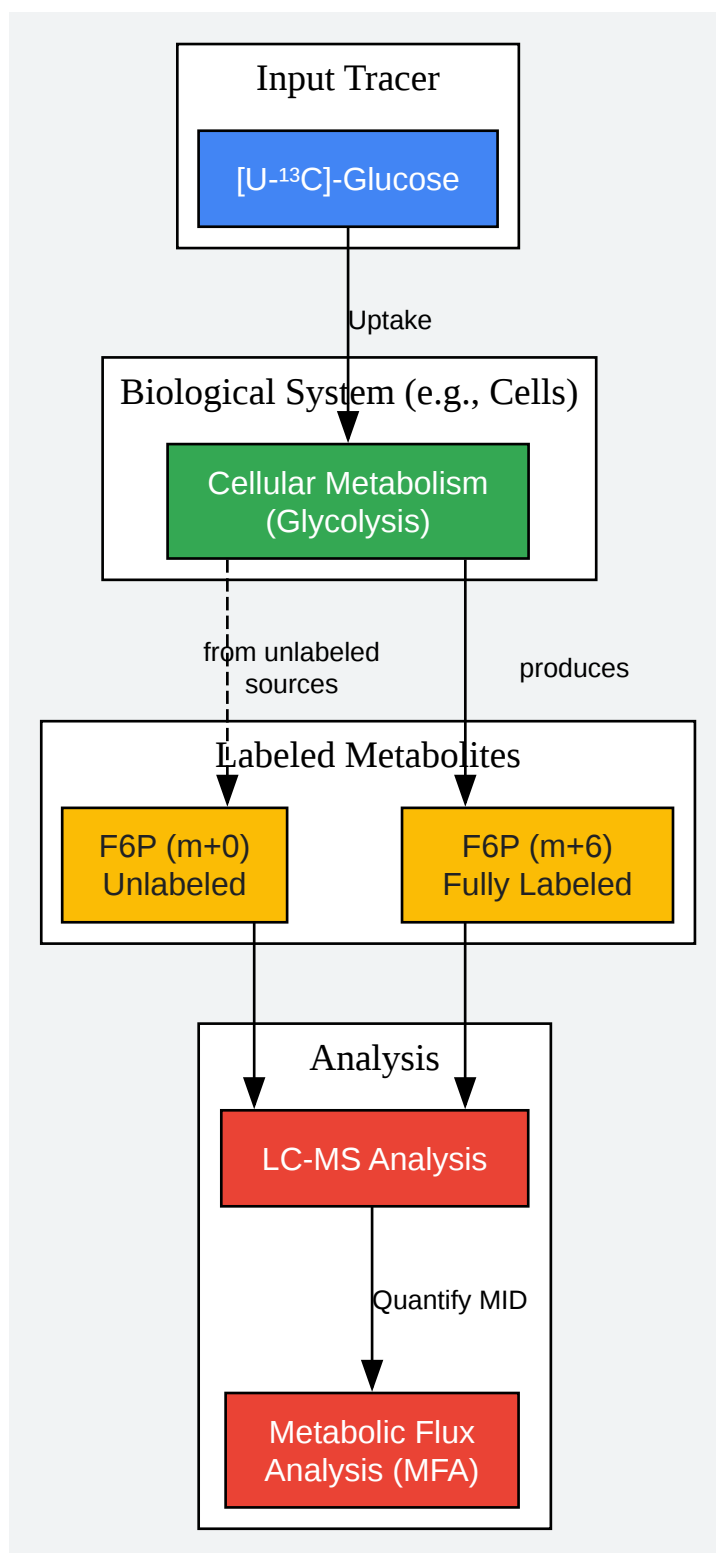 Input Tracer
[U-¹³C]-Glucose
Uptake
Biological System (e.g., Cells)
Cellular Metabolism
(Glycolysis)
from unlabeled
sources
produces
Labeled Metabolites
F6P (m+0)
Unlabeled
F6P (m+6)
Fully Labeled
Analysis
LC-MS Analysis
Quantify MID
Metabolic Flux
Analysis (MFA)